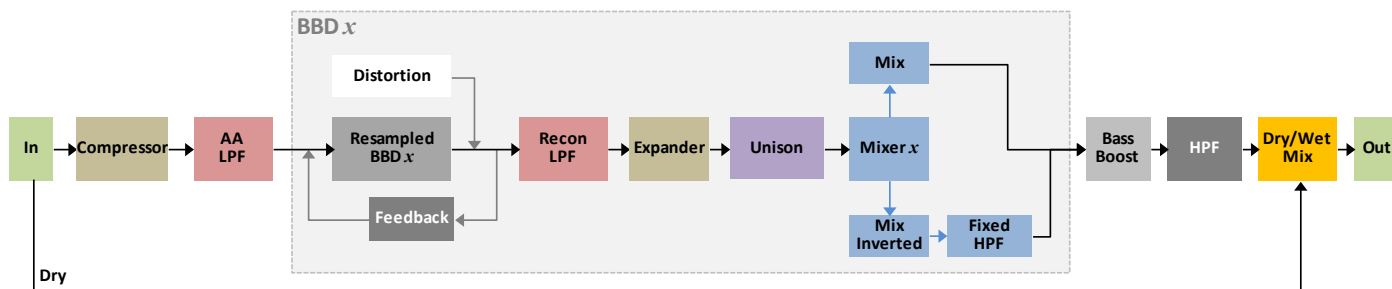 BBD x
Distortion
Mix
In
Compressor
AA
LPF
Resampled
BBD x
Recon
LPF
Expander
Unison
Mixer x
Bass
Boost
HPF
Dry/Wet
Mix
Out
Feedback
Mix
Inverted
Fixed
HPF
Dry